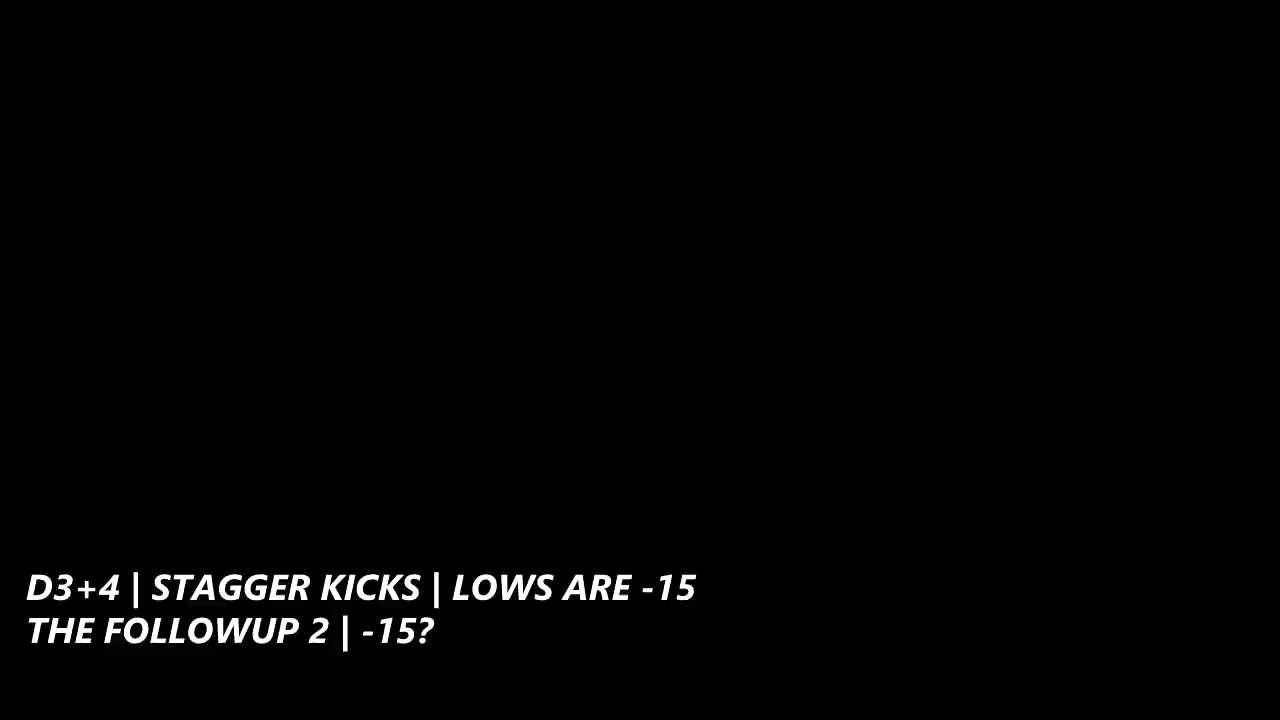 D3+4 | STAGGER KICKS | LOWS ARE -15
THE FOLLOWUP 2 | -15?